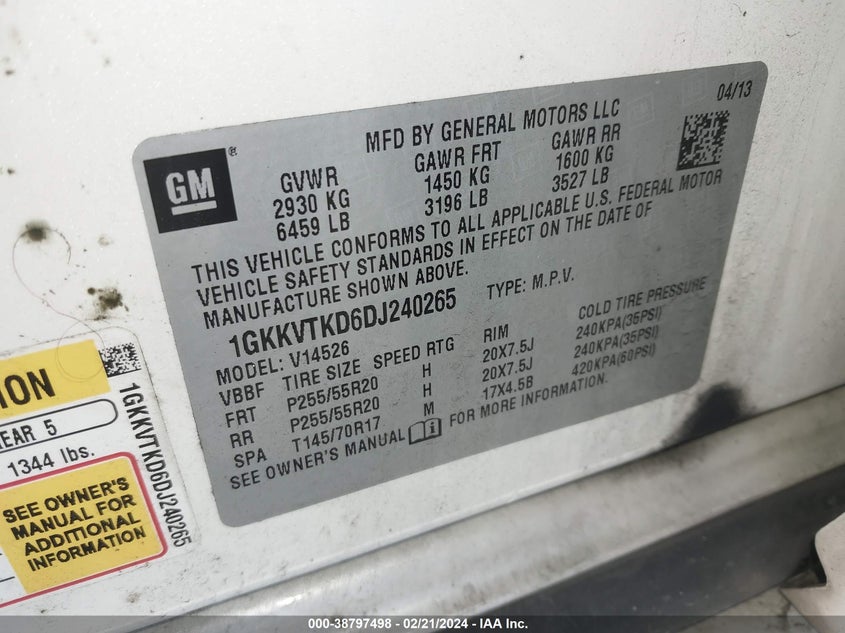 04/13
MFD BY GENERAL MOTORS LLC
GM®
GVWR GAWR FRT GAWR RR
2930 KG 1450 KG 1600 KG
6459 LB 3196 LB 3527 LB
THIS VEHICLE CONFORMS TO ALL APPLICABLE U.S. FEDERAL MOTOR
VEHICLE SAFETY STANDARDS IN EFFECT ON THE DATE OF
MANUFACTURE SHOWN ABOVE.
1GKKVTKD6DJ240265 TYPE: M.P.V.
MODEL: V14526
VBBF TIRE SIZE SPEED RTG RIM COLD TIRE PRESSURE
FRT P255/55R20 H 20X7.5J 240KPA(35PSI)
RR P255/55R20 H 20X7.5J 240KPA(35PSI)
SPA T145/70R17 M 17X4.5B 420KPA(60PSI)
SEE OWNER'S MANUAL FOR MORE INFORMATION.
ION
REAR 5
1344 lbs.
SEE OWNER'S
MANUAL FOR
ADDITIONAL
INFORMATION
1GKKVTKD6DJ240265
000-38797498 - 02/21/2024 - IAA Inc.